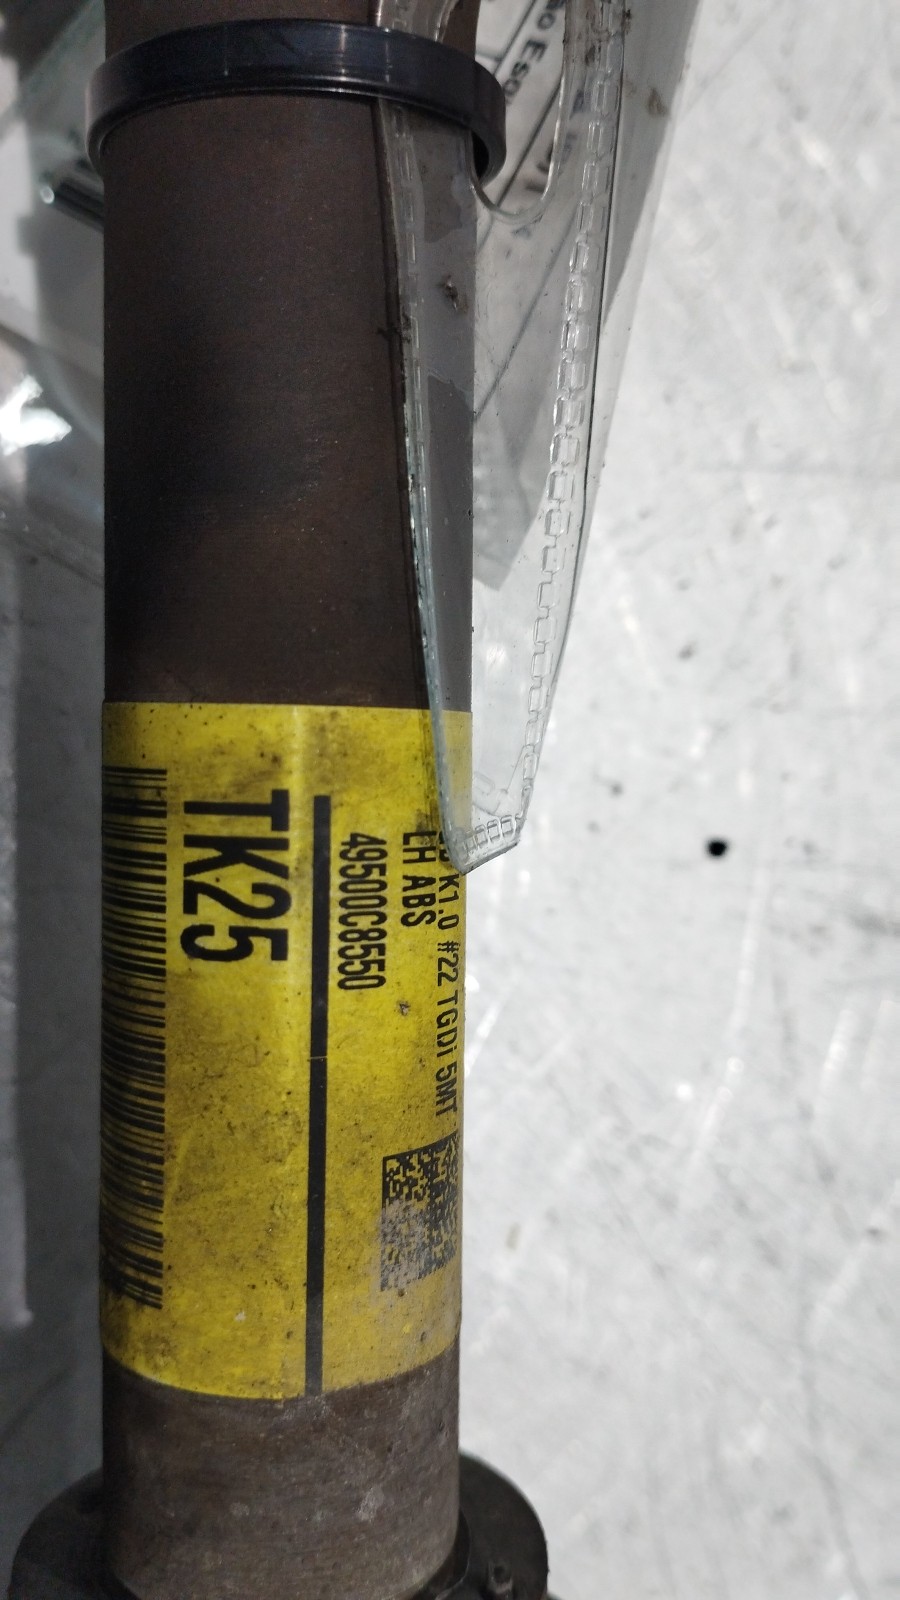 K1.0 #22 TGDi 5MT
LH ABS
49500C8550
TK25